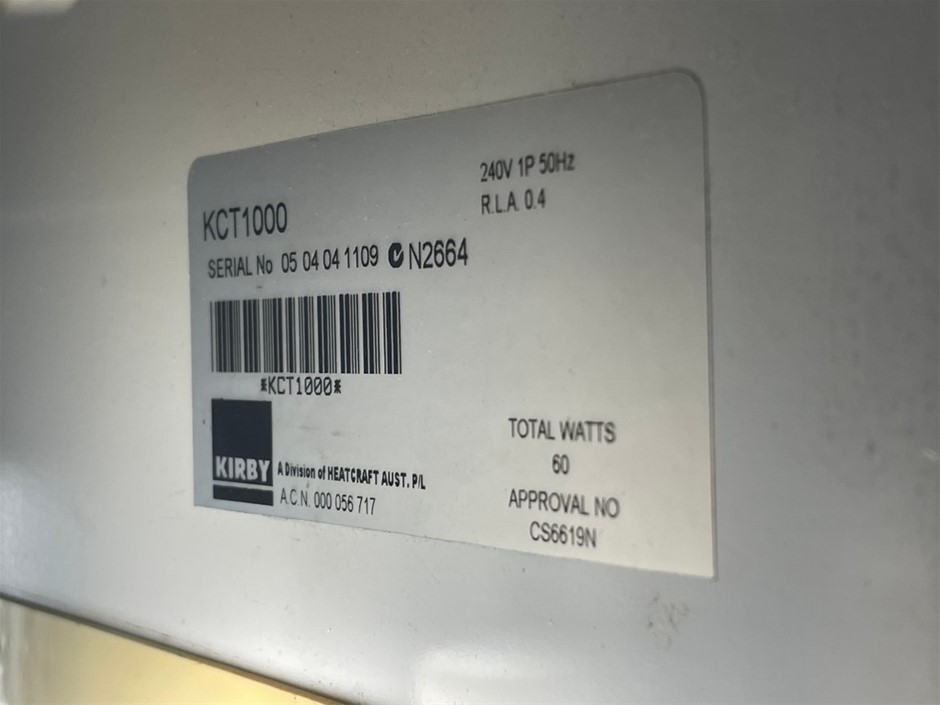 240V 1P 50Hz
R.L.A. 0.4
KCT1000
SERIAL No 05 04 04 1109 N2664
*KCT1000*
KIRBY A Division of HEATCRAFT AUST. P/L
A.C.N. 000 056 717
TOTAL WATTS
60
APPROVAL NO
CS6619N